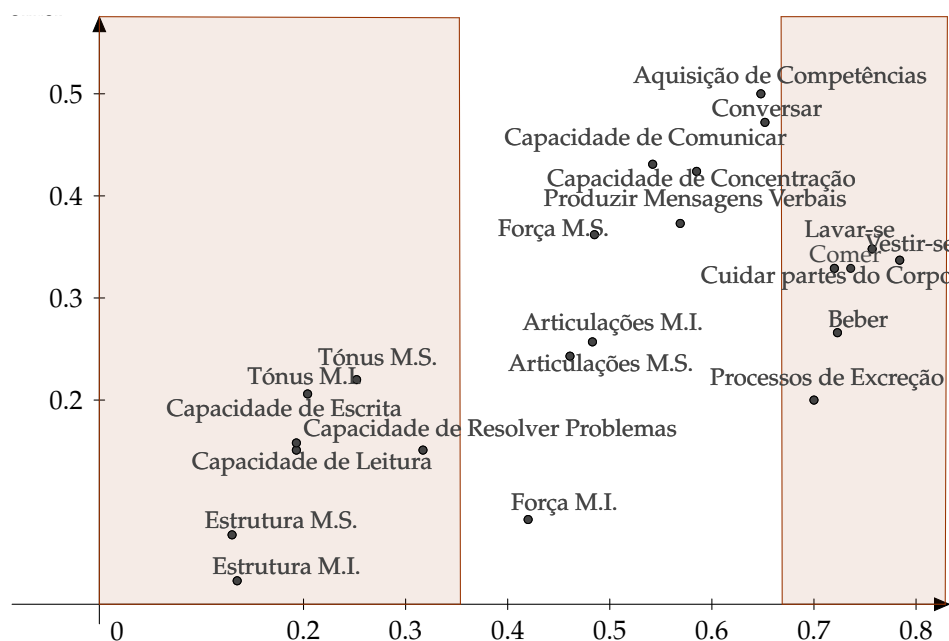 Aquisição de Competências
0.5
Conversar
Capacidade de Comunicar
Capacidade de Concentração
0.4
Produzir Mensagens Verbais
Força M.S.
Lavar-se
Vestir-se
Comer
Cuidar partes do Corpo
0.3
Articulações M.I.
Beber
Tónus M.S.
Articulações M.S.
Tónus M.I.
Processos de Excreção
0.2
Capacidade de Escrita
Capacidade de Resolver Problemas
Capacidade de Leitura
Força M.I.
Estrutura M.S.
Estrutura M.I.
0 0.2 0.3 0.4 0.5 0.6 0.7 0.8